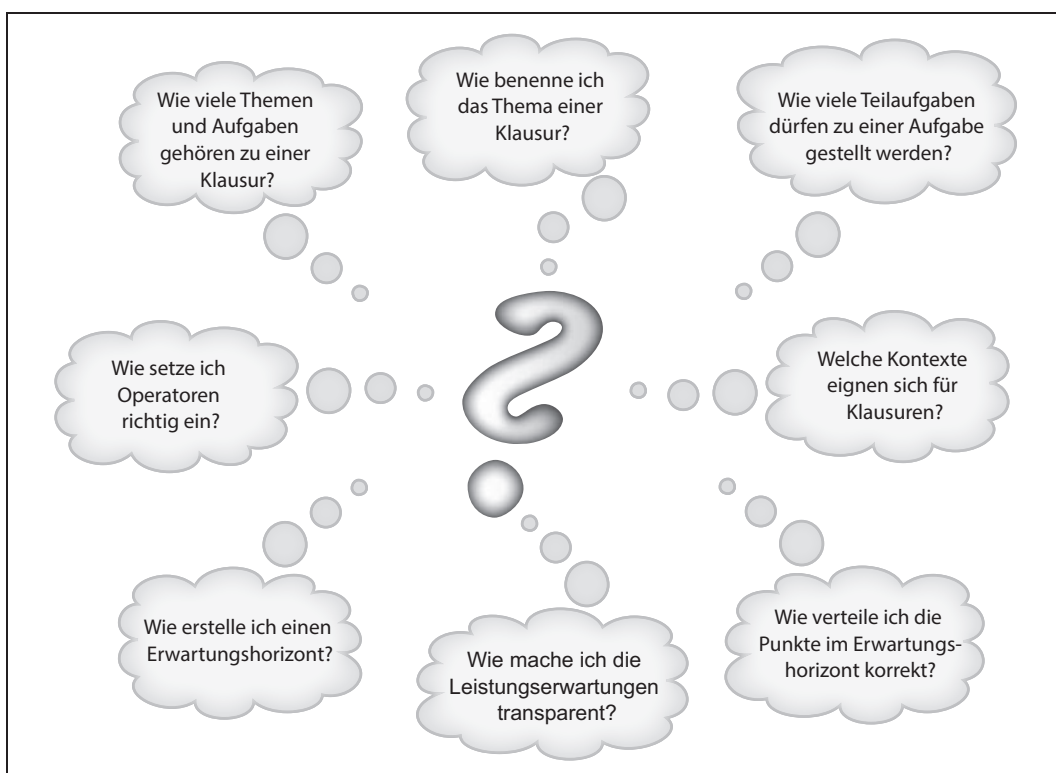 Wie viele Themen
und Aufgaben
gehören zu einer
Klausur?
Wie benenne ich
das Thema einer
Klausur?
Wie viele Teilaufgaben
dürfen zu einer Aufgabe
gestellt werden?
Wie setze ich
Operatoren
richtig ein?
Welche Kontexte
eignen sich für
Klausuren?
Wie erstelle ich einen
Erwartungshorizont?
Wie mache ich die
Leistungserwartungen
transparent?
Wie verteile ich die
Punkte im Erwartungs-
horizont korrekt?